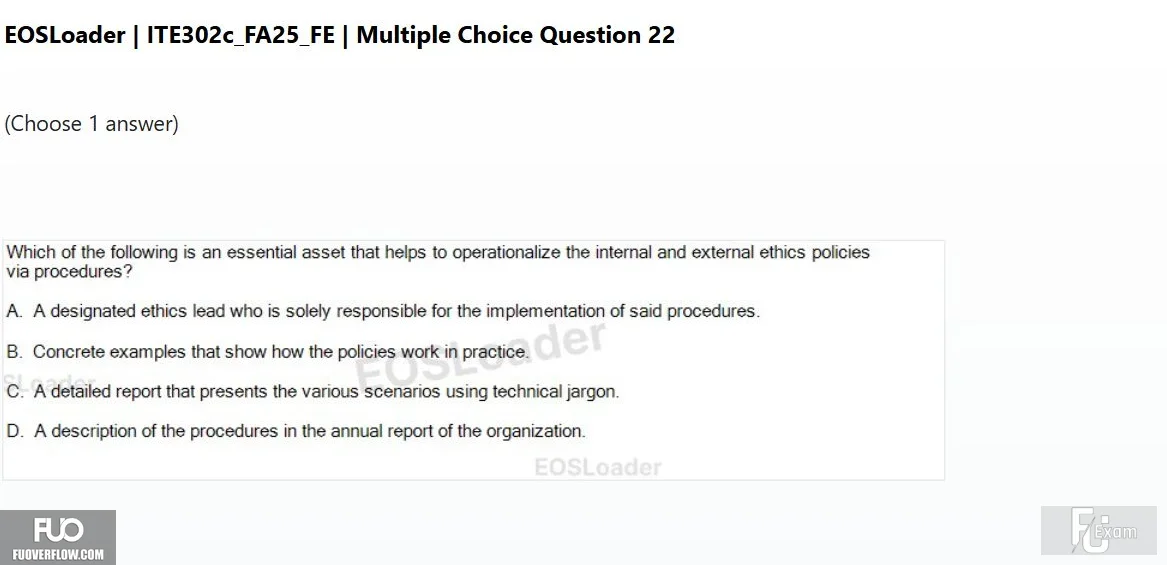 EOSLoader | ITE302c_FA25_FE | Multiple Choice Question 22
(Choose 1 answer)
Which of the following is an essential asset that helps to operationalize the internal and external ethics policies
via procedures?
A. A designated ethics lead who is solely responsible for the implementation of said procedures.
B. Concrete examples that show how the policies work in practice.
EOSLoader
SLoader
C. A detailed report that presents the various scenarios using technical jargon.
D. A description of the procedures in the annual report of the organization.
EOSLoader
FUO
FUOVERFLOW.COM
FU Exam